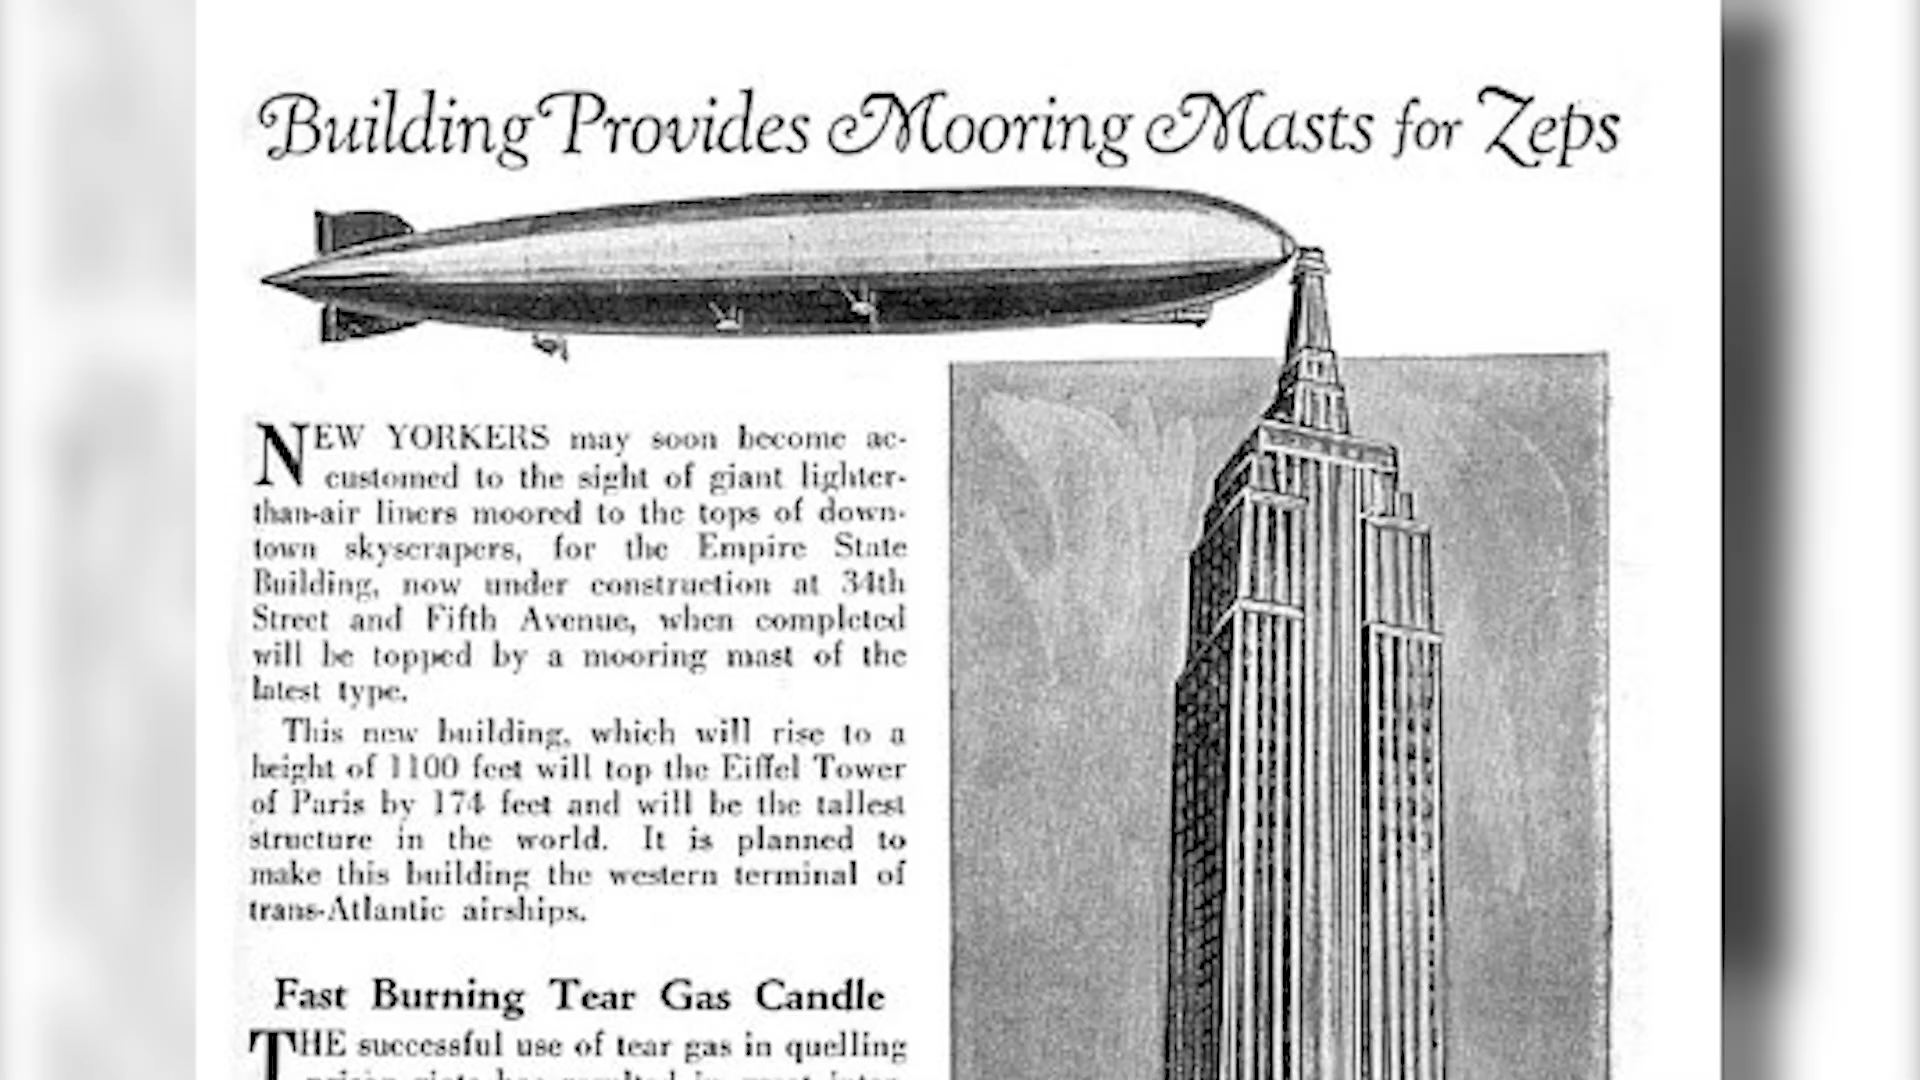 Building Provides Mooring Masts for Zeps
NEW YORKERS may soon become ac-
customed to the sight of giant lighter-
than-air liners moored to the tops of down-
town skyscrapers, for the Empire State
Building, now under construction at 34th
Street and Fifth Avenue, when completed
will be topped by a mooring mast of the
latest type.
This new building, which will rise to a
height of 1100 feet will top the Eiffel Tower
of Paris by 174 feet and will be the tallest
structure in the world. It is planned to
make this building the western terminal of
trans-Atlantic airships.
Fast Burning Tear Gas Candle
THE successful use of tear gas in quelling